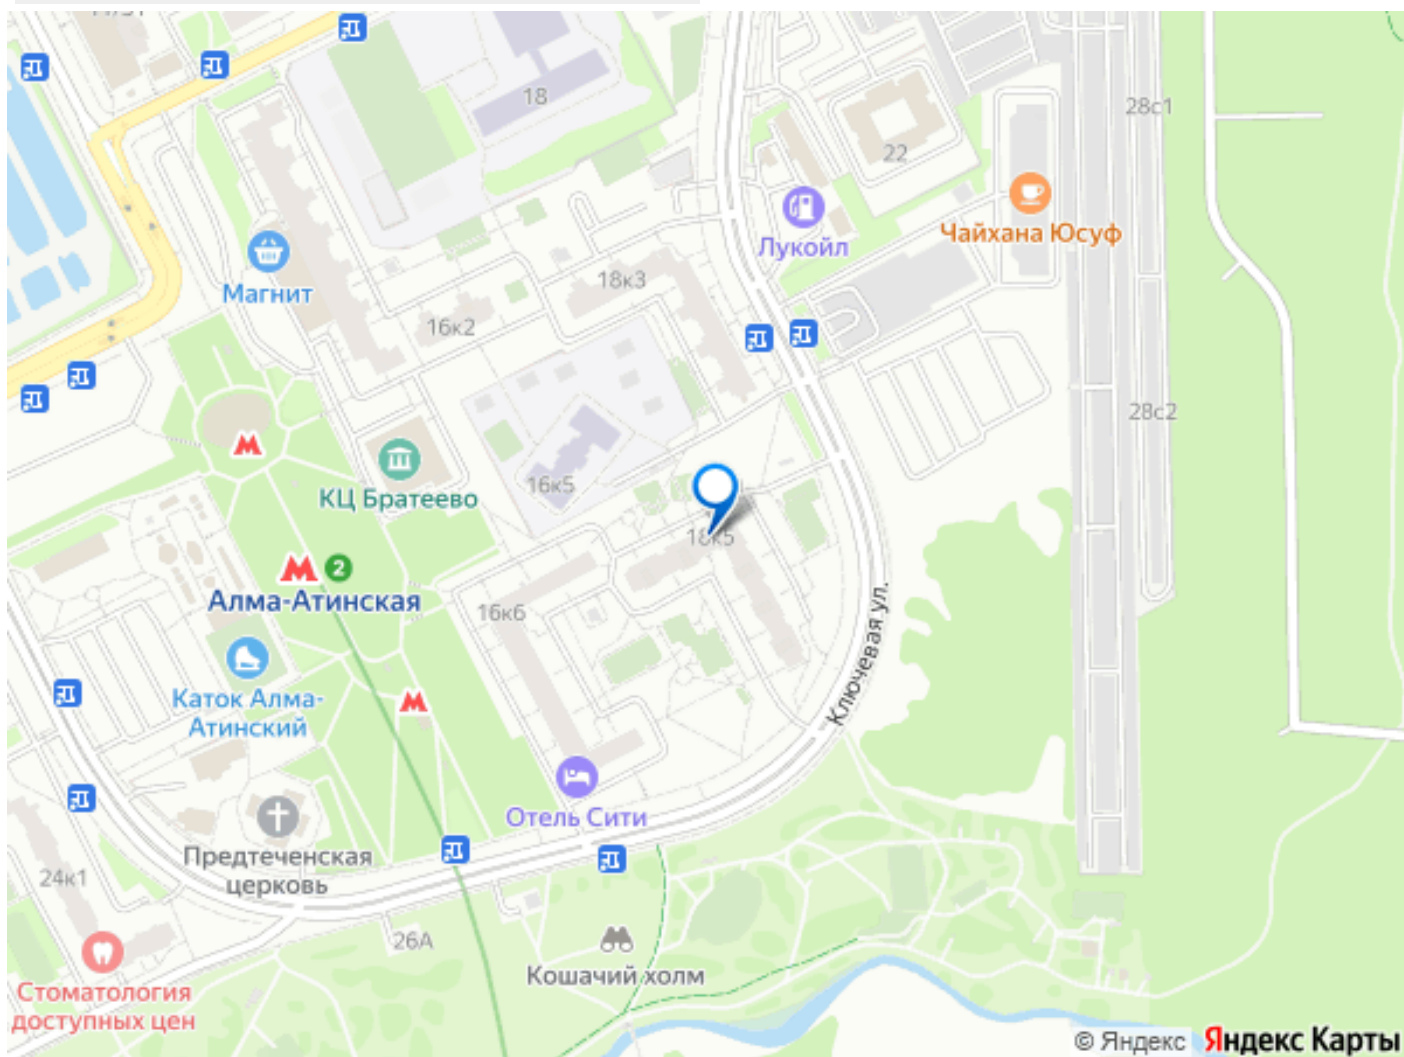 18
28с1
22
Чайхана Юсуф
Лукойл
18к3
Магнит
16к2
28с2
16к5
КЦ Братеево
18к5
2
Алма-Атинская
16к6
Ключевая ул.
Каток Алма-
Атинский
Отель Сити
Предтеченская
церковь
24к1
26А
Кошачий холм
Стоматология
доступных цен
© Яндекс Яндекс Карты